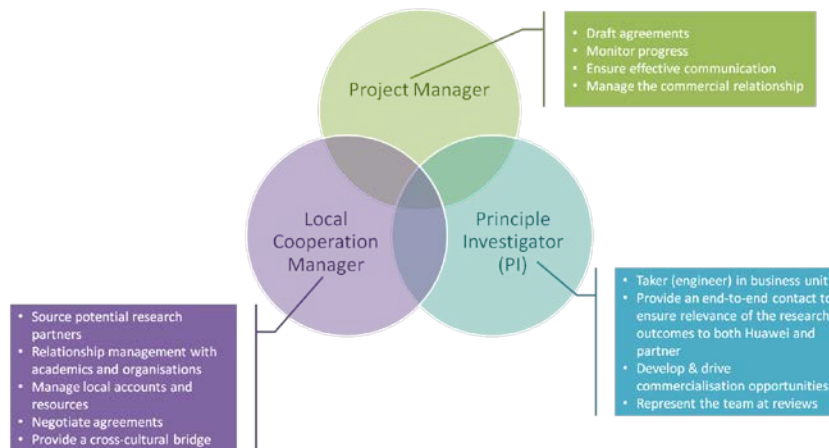 Project Manager
• Draft agreements
• Monitor progress
• Ensure effective communication
• Manage the commercial relationship
Local
Cooperation
Manager
Principle
Investigator
(PI)
• Source potential research
partners
• Relationship management with
academics and organisations
• Manage local accounts and
resources
• Negotiate agreements
• Provide a cross-cultural bridge
• Taker (engineer) in business unit
• Provide an end-to-end contact to
ensure relevance of the research
outcomes to both Huawei and
partner
• Develop & drive
commercialisation opportunities
• Represent the team at reviews